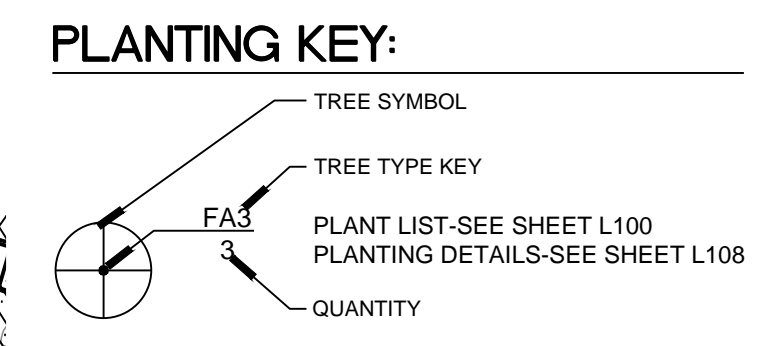 PLANTING KEY:
TREE SYMBOL
TREE TYPE KEY
FA3
3
PLANT LIST-SEE SHEET L100
PLANTING DETAILS-SEE SHEET L108
QUANTITY